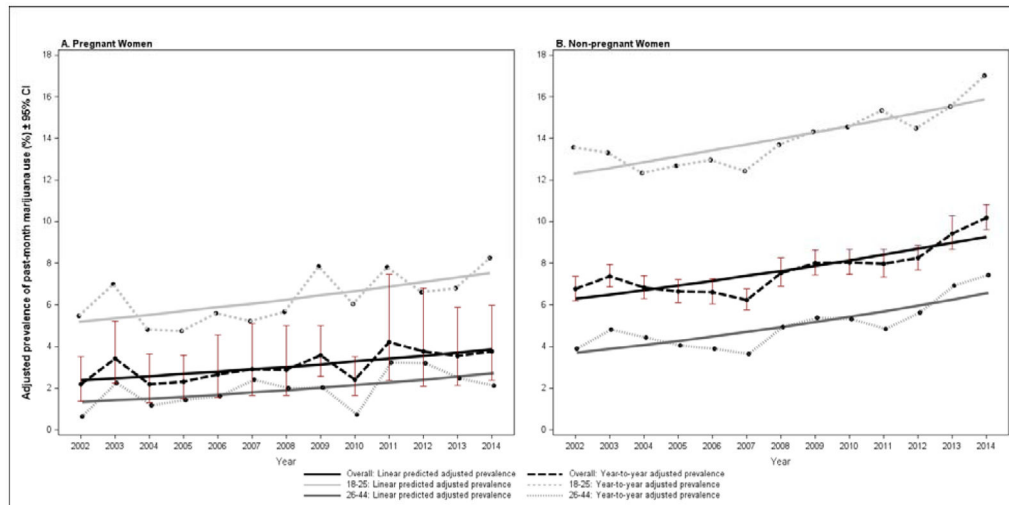 A. Pregnant Women
B. Non-pregnant Women
Adjusted prevalence of past-month marijuana use (%) ± 95% CI
18
16
14
12
10
8
6
4
2
0
2002 2003 2004 2005 2006 2007 2008 2009 2010 2011 2012 2013 2014
Year
18
16
14
12
10
8
6
4
2
0
2002 2003 2004 2005 2006 2007 2008 2009 2010 2011 2012 2013 2014
Year
Overall: Linear predicted adjusted prevalence
Overall: Year-to-year adjusted prevalence
18-25: Linear predicted adjusted prevalence
18-25: Year-to-year adjusted prevalence
26-44: Linear predicted adjusted prevalence
26-44: Year-to-year adjusted prevalence